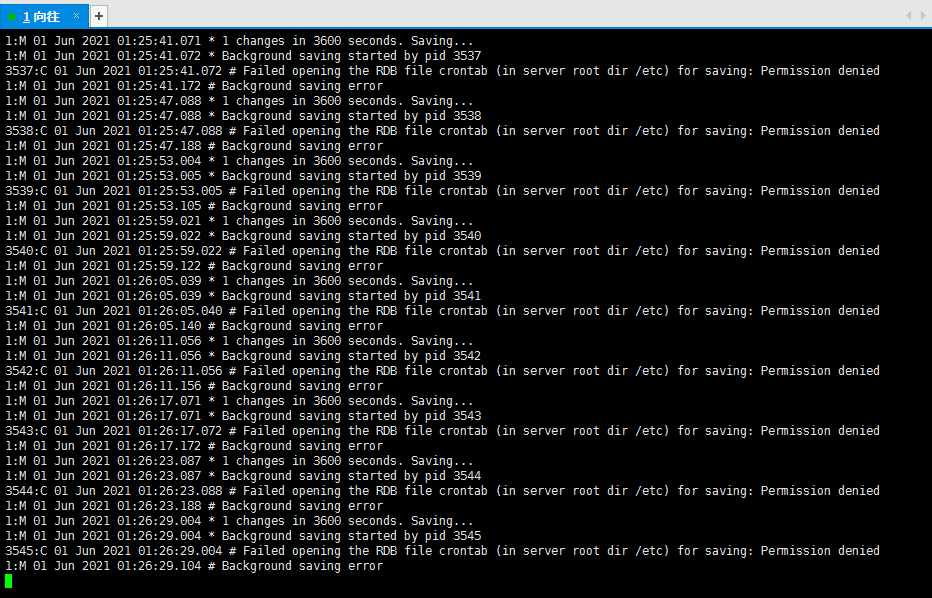 1 向往 × +
1:M 01 Jun 2021 01:25:41.071 * 1 changes in 3600 seconds. Saving...
1:M 01 Jun 2021 01:25:41.072 * Background saving started by pid 3537
3537:C 01 Jun 2021 01:25:41.072 # Failed opening the RDB file crontab (in server root dir /etc) for saving: Permission denied
1:M 01 Jun 2021 01:25:41.172 # Background saving error
1:M 01 Jun 2021 01:25:47.088 * 1 changes in 3600 seconds. Saving...
1:M 01 Jun 2021 01:25:47.088 * Background saving started by pid 3538
3538:C 01 Jun 2021 01:25:47.088 # Failed opening the RDB file crontab (in server root dir /etc) for saving: Permission denied
1:M 01 Jun 2021 01:25:47.188 # Background saving error
1:M 01 Jun 2021 01:25:53.004 * 1 changes in 3600 seconds. Saving...
1:M 01 Jun 2021 01:25:53.005 * Background saving started by pid 3539
3539:C 01 Jun 2021 01:25:53.005 # Failed opening the RDB file crontab (in server root dir /etc) for saving: Permission denied
1:M 01 Jun 2021 01:25:53.105 # Background saving error
1:M 01 Jun 2021 01:25:59.021 * 1 changes in 3600 seconds. Saving...
1:M 01 Jun 2021 01:25:59.022 * Background saving started by pid 3540
3540:C 01 Jun 2021 01:25:59.022 # Failed opening the RDB file crontab (in server root dir /etc) for saving: Permission denied
1:M 01 Jun 2021 01:25:59.122 # Background saving error
1:M 01 Jun 2021 01:26:05.039 * 1 changes in 3600 seconds. Saving...
1:M 01 Jun 2021 01:26:05.039 * Background saving started by pid 3541
3541:C 01 Jun 2021 01:26:05.040 # Failed opening the RDB file crontab (in server root dir /etc) for saving: Permission denied
1:M 01 Jun 2021 01:26:05.140 # Background saving error
1:M 01 Jun 2021 01:26:11.056 * 1 changes in 3600 seconds. Saving...
1:M 01 Jun 2021 01:26:11.056 * Background saving started by pid 3542
3542:C 01 Jun 2021 01:26:11.056 # Failed opening the RDB file crontab (in server root dir /etc) for saving: Permission denied
1:M 01 Jun 2021 01:26:11.156 # Background saving error
1:M 01 Jun 2021 01:26:17.071 * 1 changes in 3600 seconds. Saving...
1:M 01 Jun 2021 01:26:17.071 * Background saving started by pid 3543
3543:C 01 Jun 2021 01:26:17.072 # Failed opening the RDB file crontab (in server root dir /etc) for saving: Permission denied
1:M 01 Jun 2021 01:26:17.172 # Background saving error
1:M 01 Jun 2021 01:26:23.087 * 1 changes in 3600 seconds. Saving...
1:M 01 Jun 2021 01:26:23.087 * Background saving started by pid 3544
3544:C 01 Jun 2021 01:26:23.088 # Failed opening the RDB file crontab (in server root dir /etc) for saving: Permission denied
1:M 01 Jun 2021 01:26:23.188 # Background saving error
1:M 01 Jun 2021 01:26:29.004 * 1 changes in 3600 seconds. Saving...
1:M 01 Jun 2021 01:26:29.004 * Background saving started by pid 3545
3545:C 01 Jun 2021 01:26:29.004 # Failed opening the RDB file crontab (in server root dir /etc) for saving: Permission denied
1:M 01 Jun 2021 01:26:29.104 # Background saving error